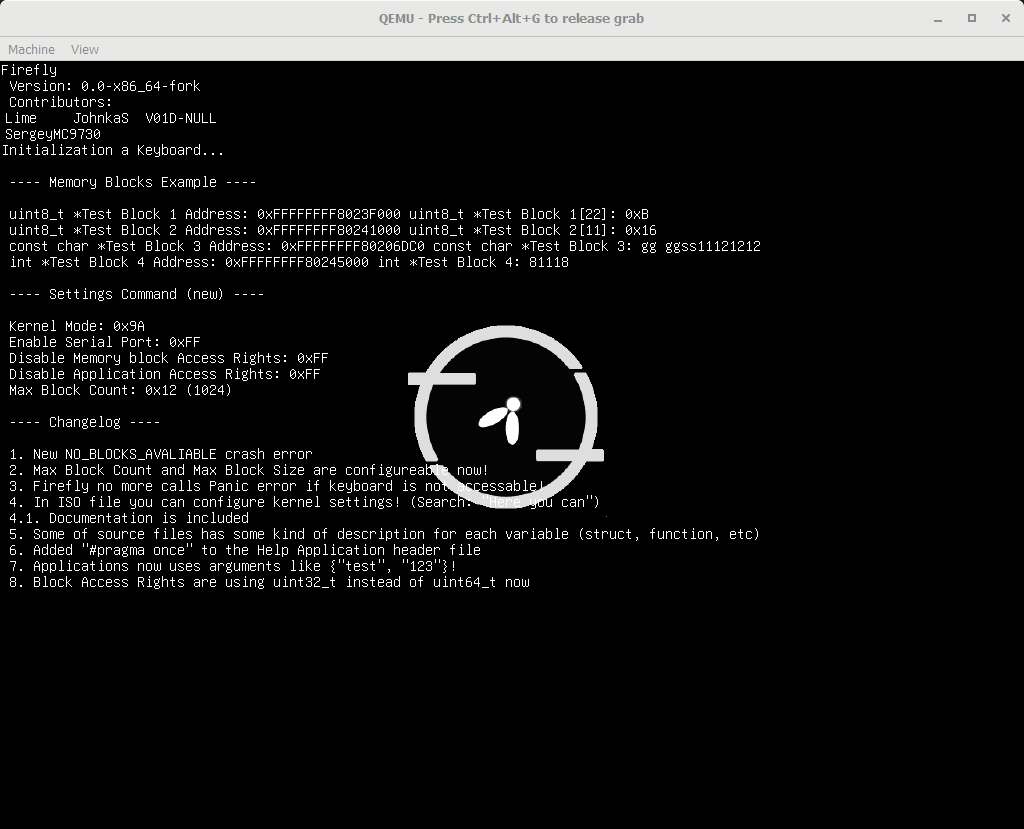 QEMU - Press Ctrl+Alt+G to release grab
Machine View
Firefly
Version: 0.0-x86_64-fork
Contributors:
Lime JohnkaS V01D-NULL
SergeyMC9730
Initialization a Keyboard...
---- Memory Blocks Example ----
uint8_t *Test Block 1 Address: 0xFFFFFFFF8023F000 uint8_t *Test Block 1[22]: 0xB
uint8_t *Test Block 2 Address: 0xFFFFFFFF80241000 uint8_t *Test Block 2[11]: 0x16
const char *Test Block 3 Address: 0xFFFFFFFF80206DC0 const char *Test Block 3: gg ggss11121212
int *Test Block 4 Address: 0xFFFFFFFF80245000 int *Test Block 4: 81118
---- Settings Command (new) ----
Kernel Mode: 0x9A
Enable Serial Port: 0xFF
Disable Memory block Access Rights: 0xFF
Disable Application Access Rights: 0xFF
Max Block Count: 0x12 (1024)
---- Changelog ----
1. New NO_BLOCKS_AVALIABLE crash error
2. Max Block Count and Max Block Size are configureable now!
3. Firefly no more calls Panic error if keyboard is not accessable!
4. In ISO file you can configure kernel settings! (Search: "Here you can")
4.1. Documentation is included
5. Some of source files has some kind of description for each variable (struct, function, etc)
6. Added "#pragma once" to the Help Application header file
7. Applications now uses arguments like {"test", "123"}!
8. Block Access Rights are using uint32_t instead of uint64_t now